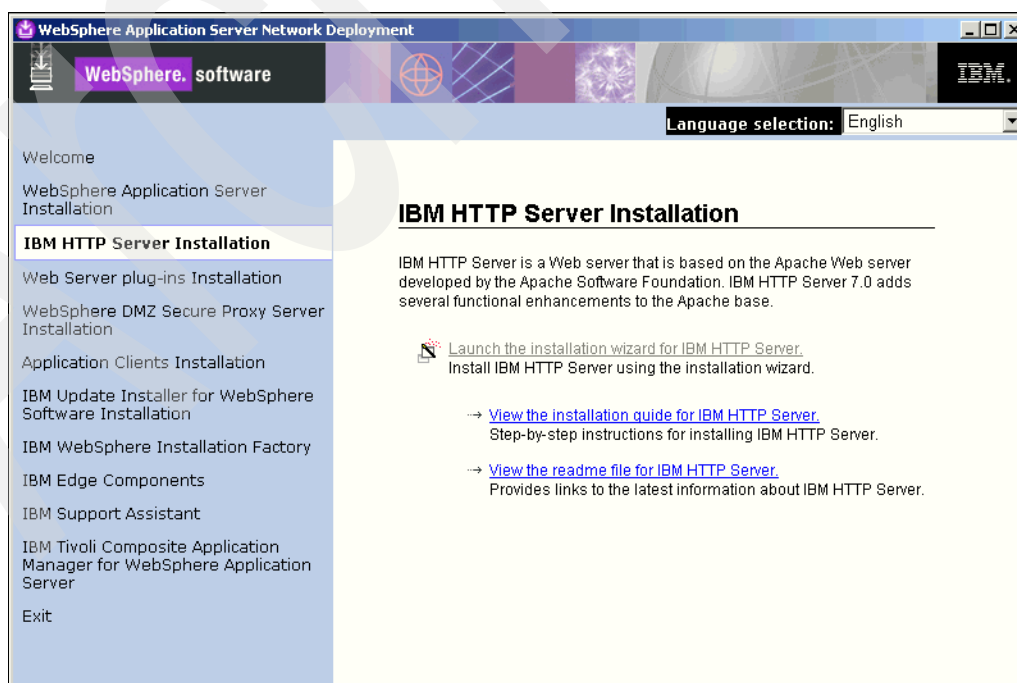 WebSphere Application Server Network Deployment
WebSphere. software
IBM.
Language selection: English
Welcome
WebSphere Application Server
Installation
IBM HTTP Server Installation
Web Server plug-ins Installation
WebSphere DMZ Secure Proxy Server
Installation
Application Clients Installation
IBM Update Installer for WebSphere
Software Installation
IBM WebSphere Installation Factory
IBM Edge Components
IBM Support Assistant
IBM Tivoli Composite Application
Manager for WebSphere Application
Server
Exit
IBM HTTP Server Installation
IBM HTTP Server is a Web server that is based on the Apache Web server
developed by the Apache Software Foundation. IBM HTTP Server 7.0 adds
several functional enhancements to the Apache base.
Launch the installation wizard for IBM HTTP Server.
Install IBM HTTP Server using the installation wizard.
View the installation guide for IBM HTTP Server.
Step-by-step instructions for installing IBM HTTP Server.
View the readme file for IBM HTTP Server.
Provides links to the latest information about IBM HTTP Server.